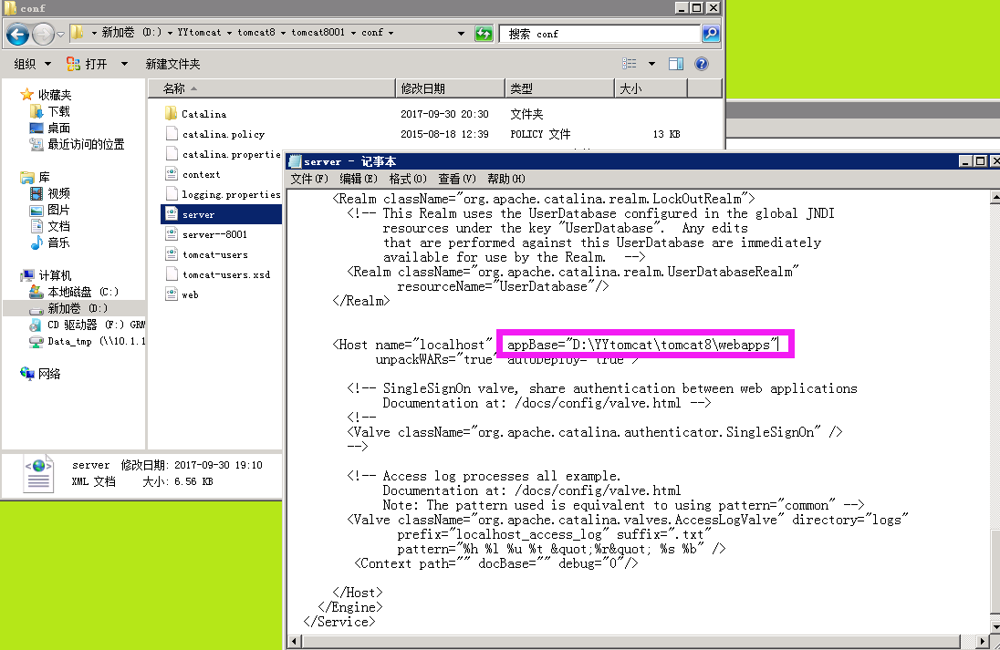 conf
新加卷 (D:) YYtomcat tomcat8 tomcat8001 conf
搜索 conf
组织 打开 新建文件夹
名称 修改日期 类型 大小
收藏夹
下载
桌面
最近访问的位置
库
视频
图片
文档
音乐
计算机
本地磁盘 (C:)
新加卷 (D:)
CD 驱动器 (F:) GRM
Data_tmp (\\10.1.1
网络
Catalina 2017-09-30 20:30 文件夹
catalina.policy 2015-08-18 12:39 POLICY 文件 13 KB
catalina.propertie
context
logging.properties
server
server--8001
tomcat-users
tomcat-users.xsd
web
server 修改日期: 2017-09-30 19:10
XML 文档 大小: 6.56 KB
server - 记事本
文件(F) 编辑(E) 格式(O) 查看(V) 帮助(H)
<Realm className="org.apache.catalina.realm.LockOutRealm">
<!-- This Realm uses the UserDatabase configured in the global JNDI
resources under the key "UserDatabase". Any edits
that are performed against this UserDatabase are immediately
available for use by the Realm. -->
<Realm className="org.apache.catalina.realm.UserDatabaseRealm"
resourceName="UserDatabase"/>
</Realm>
<Host name="localhost" appBase="D:\YYtomcat\tomcat8\webapps"
unpackWARs="true" autoDeploy="true">
<!-- SingleSignOn valve, share authentication between web applications
Documentation at: /docs/config/valve.html -->
<!--
<Valve className="org.apache.catalina.authenticator.SingleSignOn" />
-->
<!-- Access log processes all example.
Documentation at: /docs/config/valve.html
Note: The pattern used is equivalent to using pattern="common" -->
<Valve className="org.apache.catalina.valves.AccessLogValve" directory="logs"
prefix="localhost_access_log" suffix=".txt"
pattern="%h %l %u %t &quot;%r&quot; %s %b" />
<Context path="" docBase="" debug="0"/>
</Host>
</Engine>
</Service>